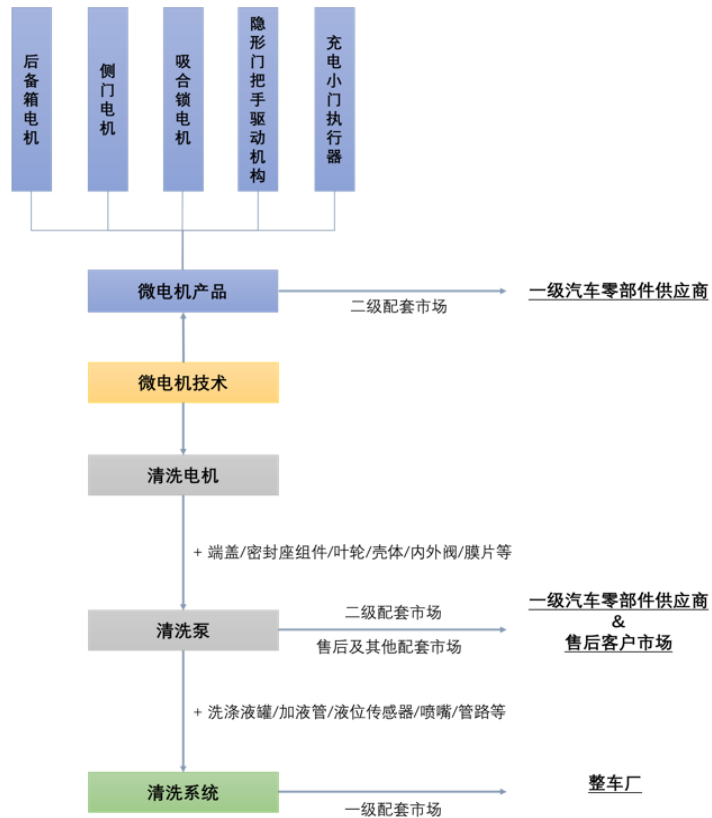 后备箱电机
侧门电机
吸合锁电机
隐形门把手驱动机构
充电小门执行器
微电机产品
二级配套市场
一级汽车零部件供应商
微电机技术
清洗电机
+ 端盖/密封座组件/叶轮/壳体/内外阀/膜片等
清洗泵
二级配套市场
售后及其他配套市场
一级汽车零部件供应商
&
售后客户市场
+ 洗涤液罐/加液管/液位传感器/喷嘴/管路等
清洗系统
一级配套市场
整车厂